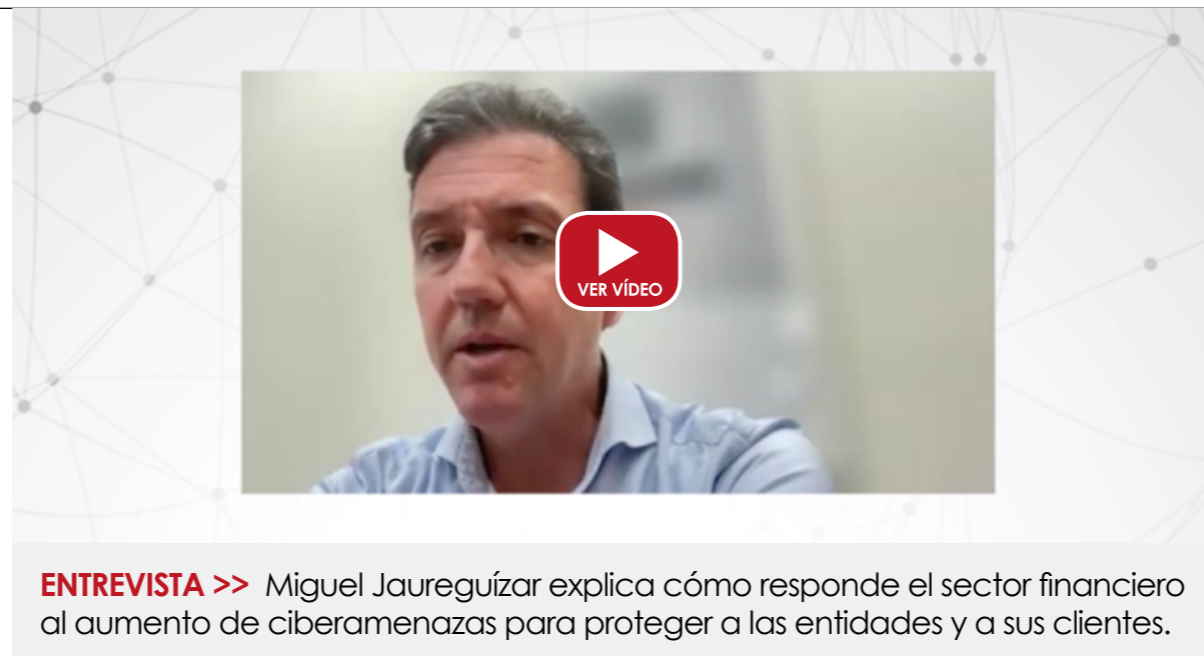 VER VÍDEO
ENTREVISTA >> Miguel Jaureguízar explica cómo responde el sector financiero
al aumento de ciberamenazas para proteger a las entidades y a sus clientes.